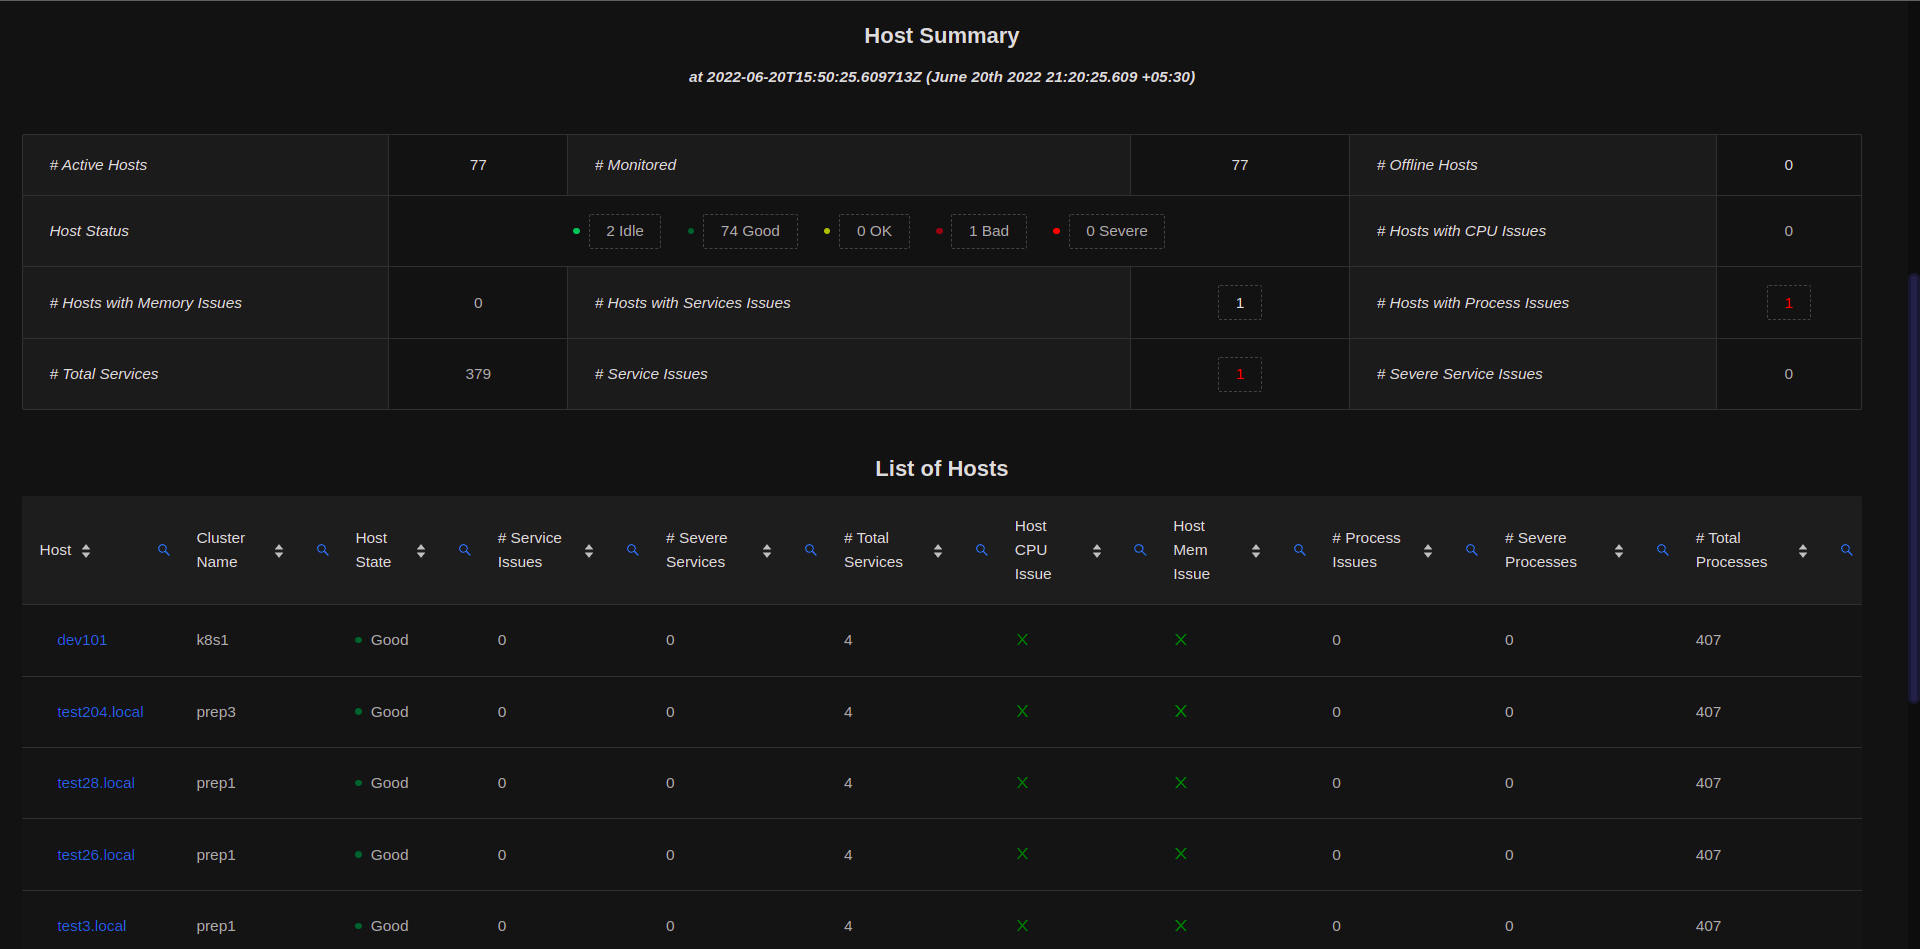 Host Summary
at 2022-06-20T15:50:25.609713Z (June 20th 2022 21:20:25.609 +05:30)
# Active Hosts 77 # Monitored 77 # Offline Hosts 0
Host Status 2 Idle 74 Good 0 OK 1 Bad 0 Severe # Hosts with CPU Issues 0
# Hosts with Memory Issues 0 # Hosts with Services Issues 1 # Hosts with Process Issues 1
# Total Services 379 # Service Issues 1 # Severe Service Issues 0
List of Hosts
Host Cluster Name Host State # Service Issues # Severe Services # Total Services Host CPU Issue Host Mem Issue # Process Issues # Severe Processes # Total Processes
dev101 k8s1 Good 0 0 4 0 0 407
test204.local prep3 Good 0 0 4 0 0 407
test28.local prep1 Good 0 0 4 0 0 407
test26.local prep1 Good 0 0 4 0 0 407
test3.local prep1 Good 0 0 4 0 0 407